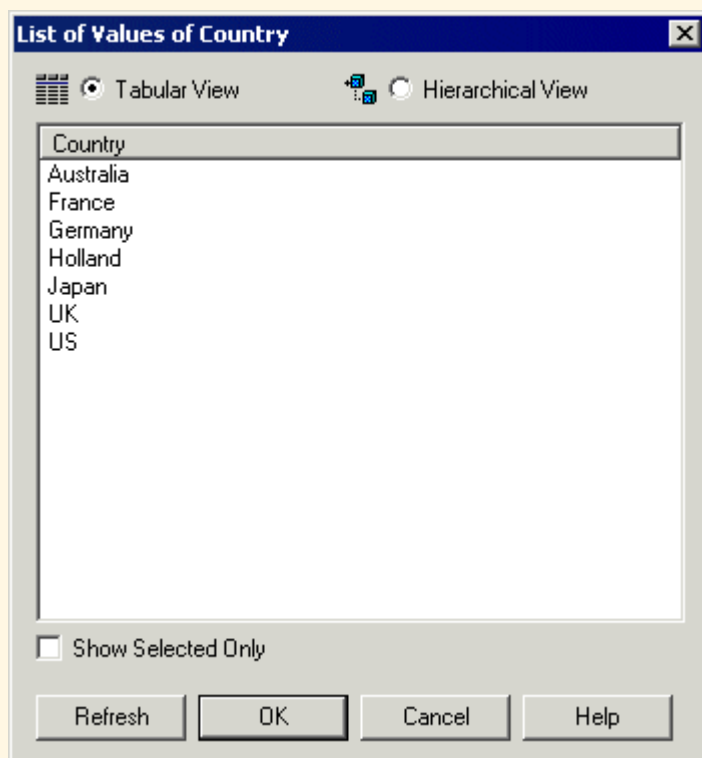 List of Values of Country
Tabular View Hierarchical View
Country
Australia
France
Germany
Holland
Japan
UK
US
Show Selected Only
Refresh OK Cancel Help